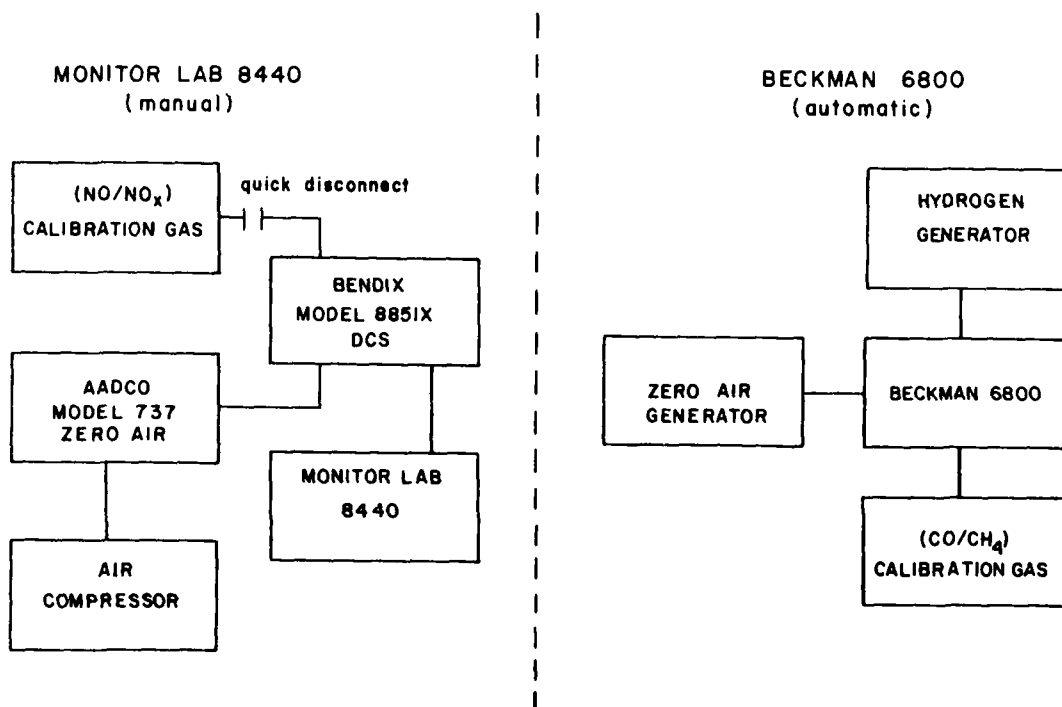 MONITOR LAB 8440
(manual)
(NO/NOx)
CALIBRATION GAS
quick disconnect
BENDIX
MODEL 8851X
DCS
AADCO
MODEL 737
ZERO AIR
MONITOR LAB
8440
AIR
COMPRESSOR
BECKMAN 6800
(automatic)
HYDROGEN
GENERATOR
ZERO AIR
GENERATOR
BECKMAN 6800
(CO/CH4)
CALIBRATION GAS